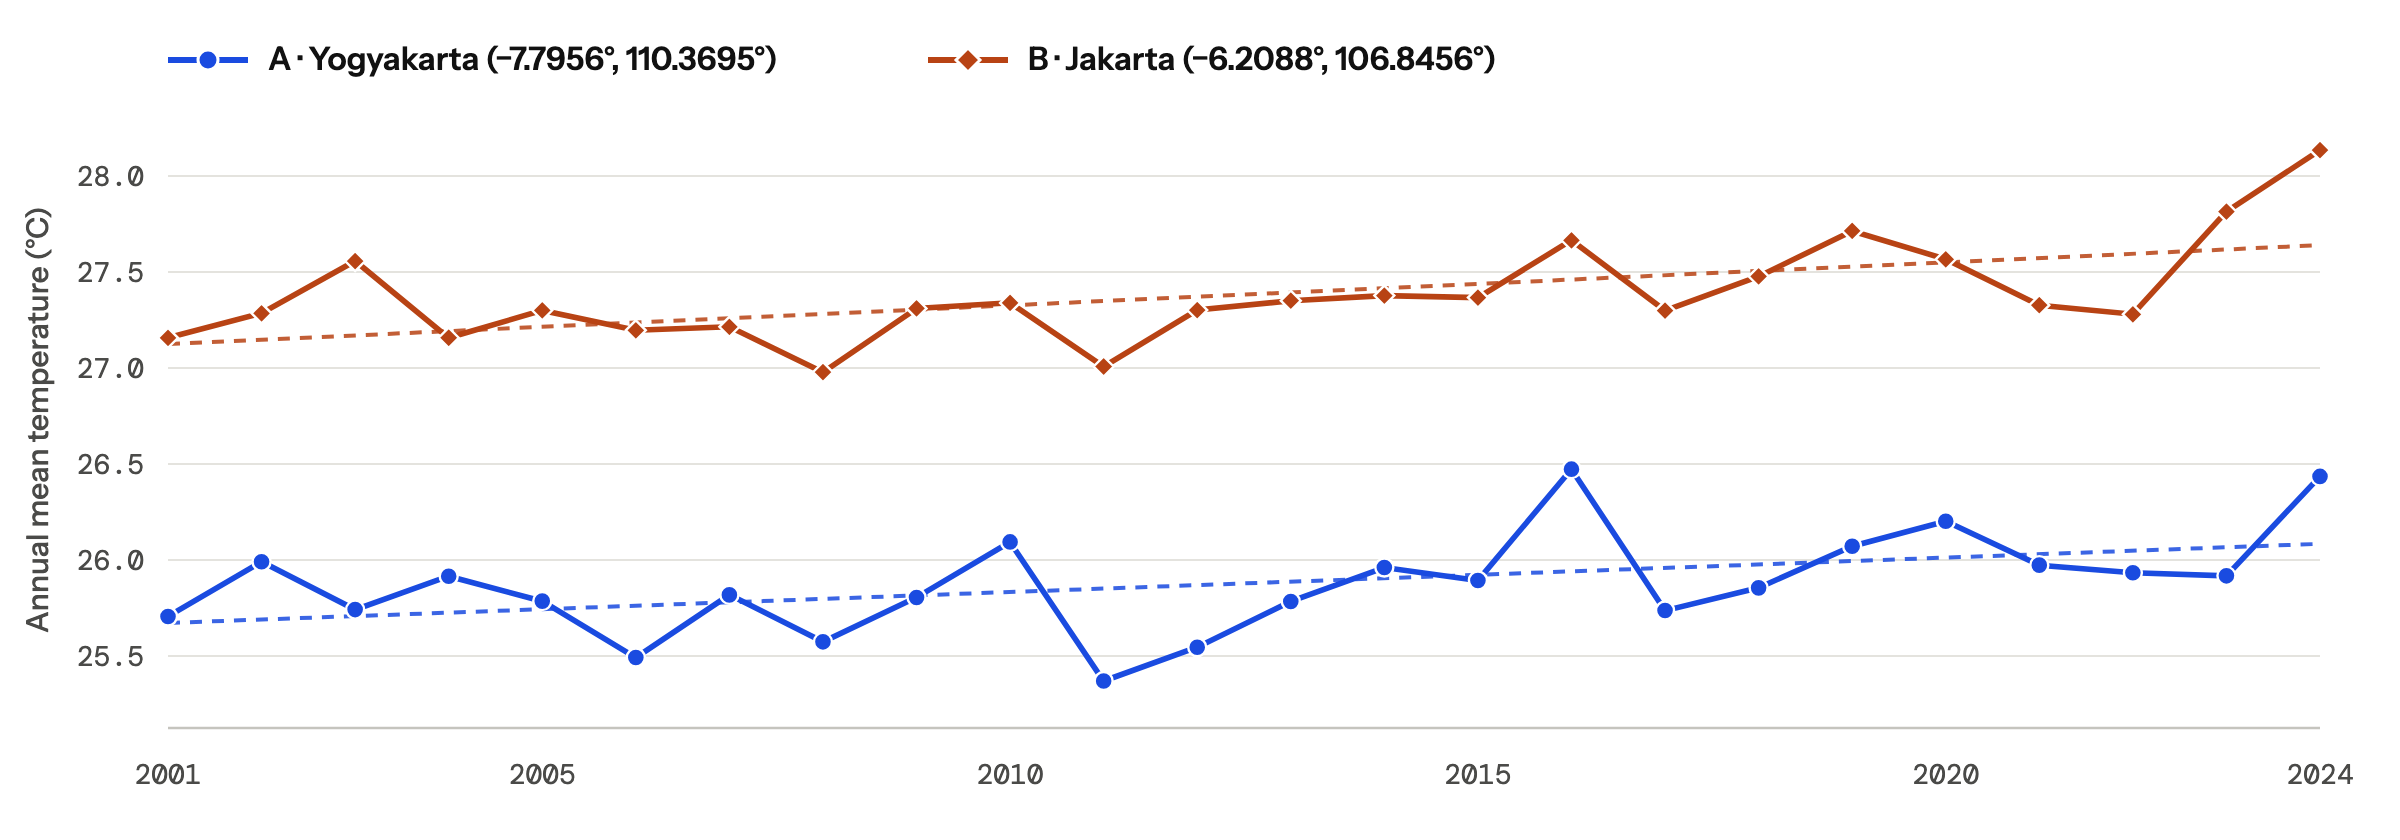 A · Yogyakarta (−7.7956°, 110.3695°)
B · Jakarta (−6.2088°, 106.8456°)
Annual mean temperature (°C)
28.0
27.5
27.0
26.5
26.0
25.5
2001 2005 2010 2015 2020 2024